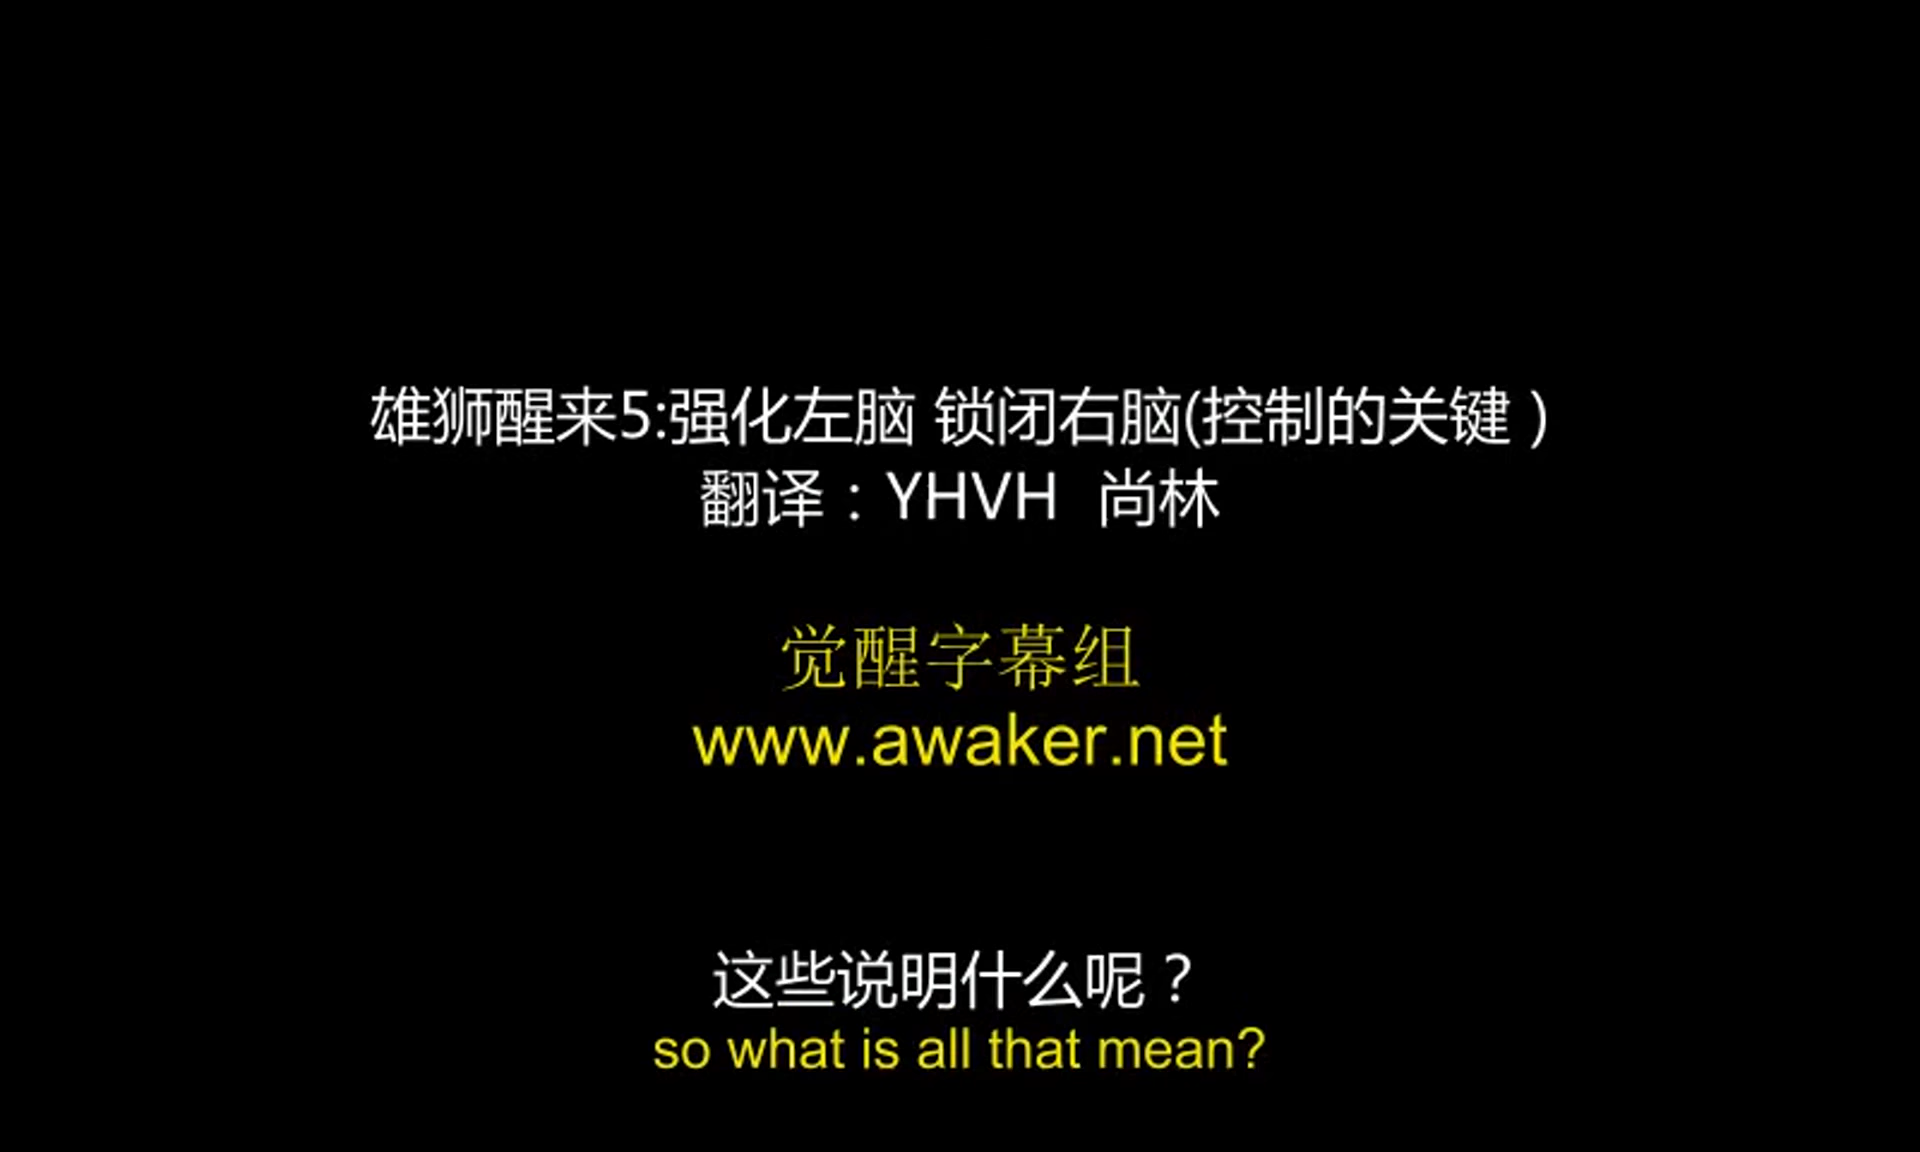 雄狮醒来5:强化左脑 锁闭右脑(控制的关键）
翻译：YHVH 尚林
觉醒字幕组
www.awaker.net
这些说明什么呢？
so what is all that mean?